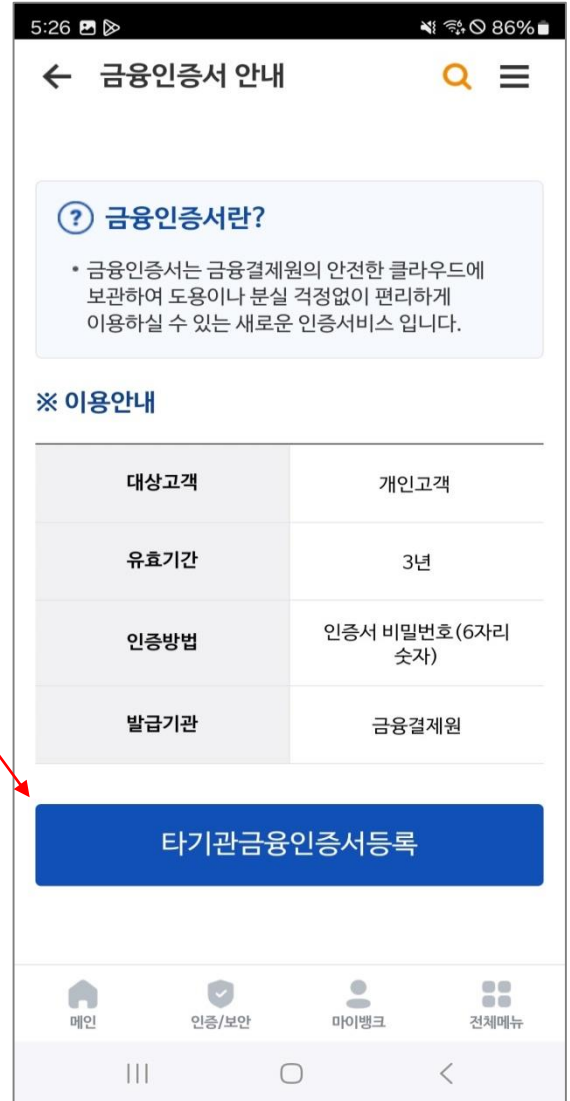 5:26 86%
금융인증서 안내
? 금융인증서란?
• 금융인증서는 금융결제원의 안전한 클라우드에
보관하여 도용이나 분실 걱정없이 편리하게
이용하실 수 있는 새로운 인증서비스 입니다.
※ 이용안내
대상고객 개인고객
유효기간 3년
인증방법 인증서 비밀번호(6자리
숫자)
발급기관 금융결제원
타기관금융인증서등록
메인 인증/보안 마이뱅크 전체메뉴